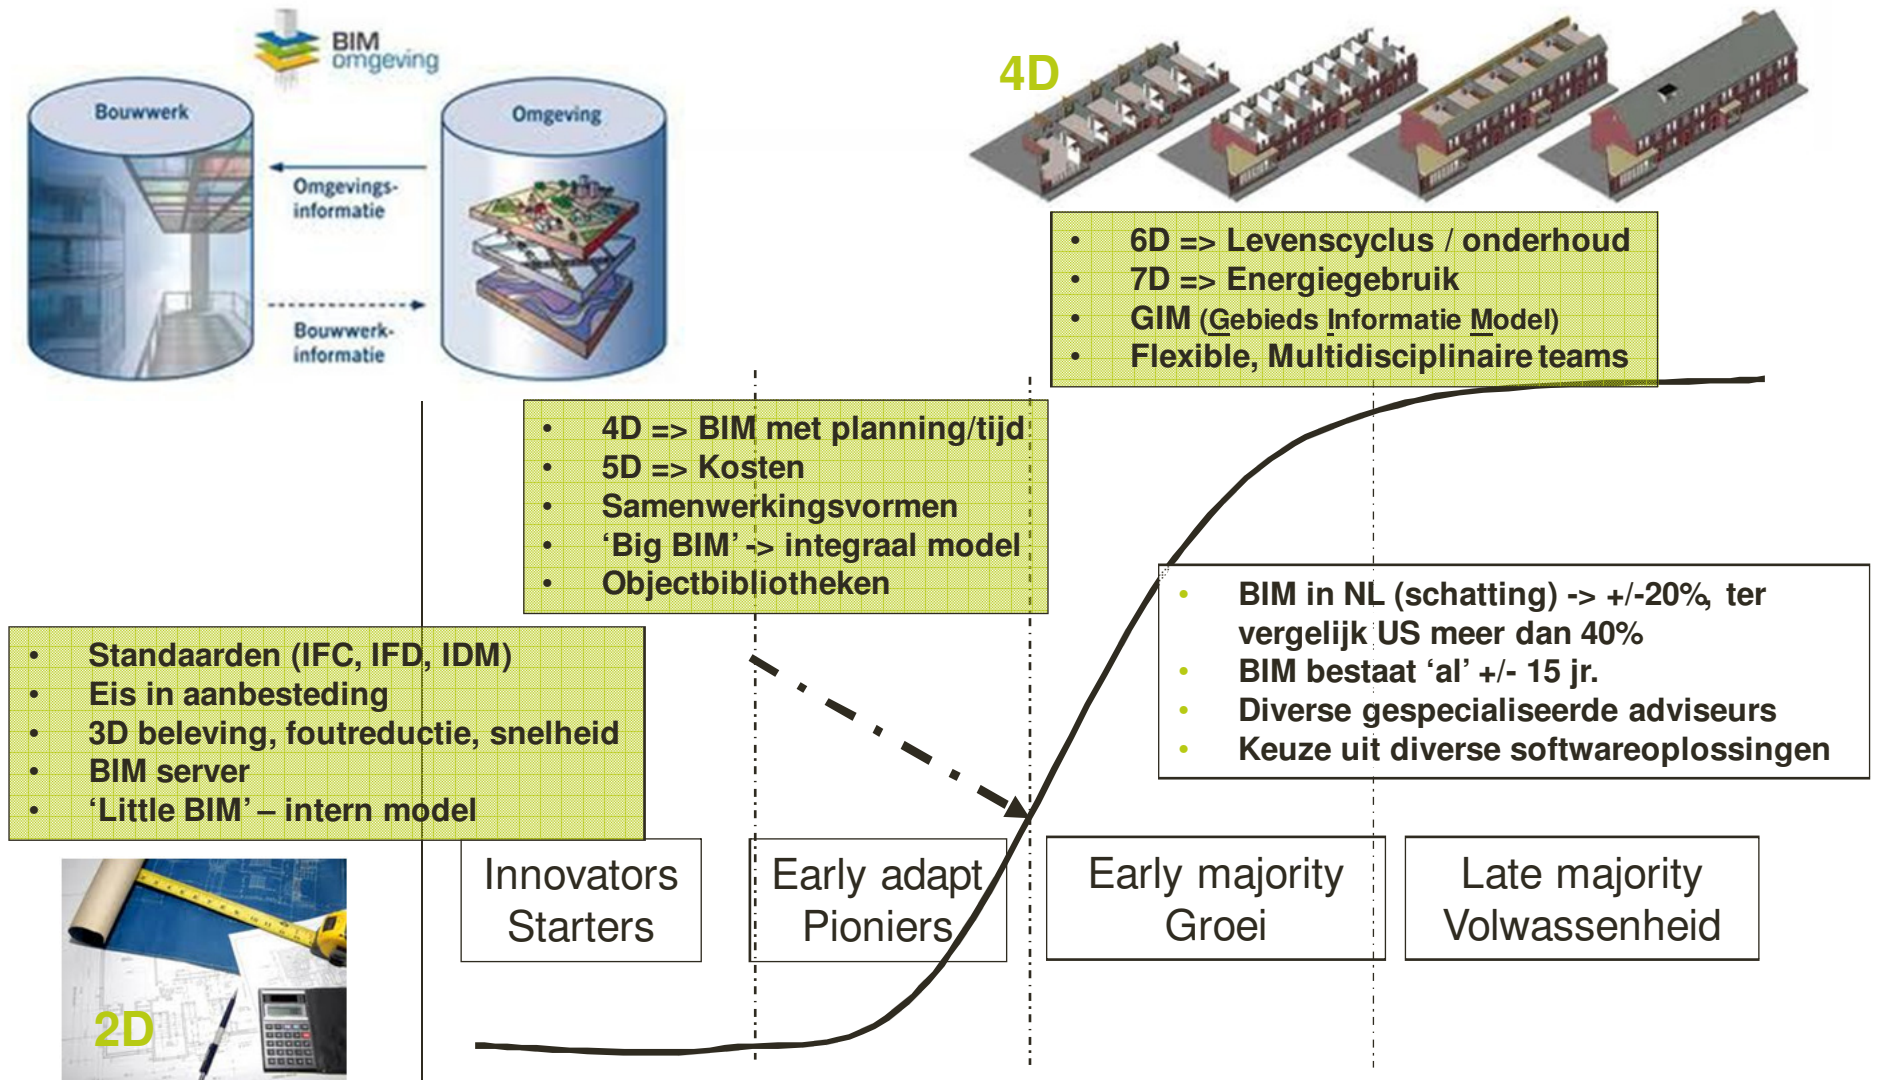 BIM
omgeving
Bouwwerk
Omgeving
Omgevings-
informatie
Bouwwerk-
informatie
4D
• 6D => Levenscyclus / onderhoud
• 7D => Energiegebruik
• GIM (Gebieds Informatie Model)
• Flexible, Multidisciplinaire teams
• 4D => BIM met planning/tijd
• 5D => Kosten
• Samenwerkingsvormen
• ‘Big BIM’ -> integraal model
• Objectbibliotheken
• BIM in NL (schatting) -> +/-20%, ter
vergelijk US meer dan 40%
• BIM bestaat ‘al’ +/- 15 jr.
• Diverse gespecialiseerde adviseurs
• Keuze uit diverse softwareoplossingen
• Standaarden (IFC, IFD, IDM)
• Eis in aanbesteding
• 3D beleving, foutreductie, snelheid
• BIM server
• ‘Little BIM’ – intern model
Innovators
Starters
Early adapt
Pioniers
Early majority
Groei
Late majority
Volwassenheid
2D